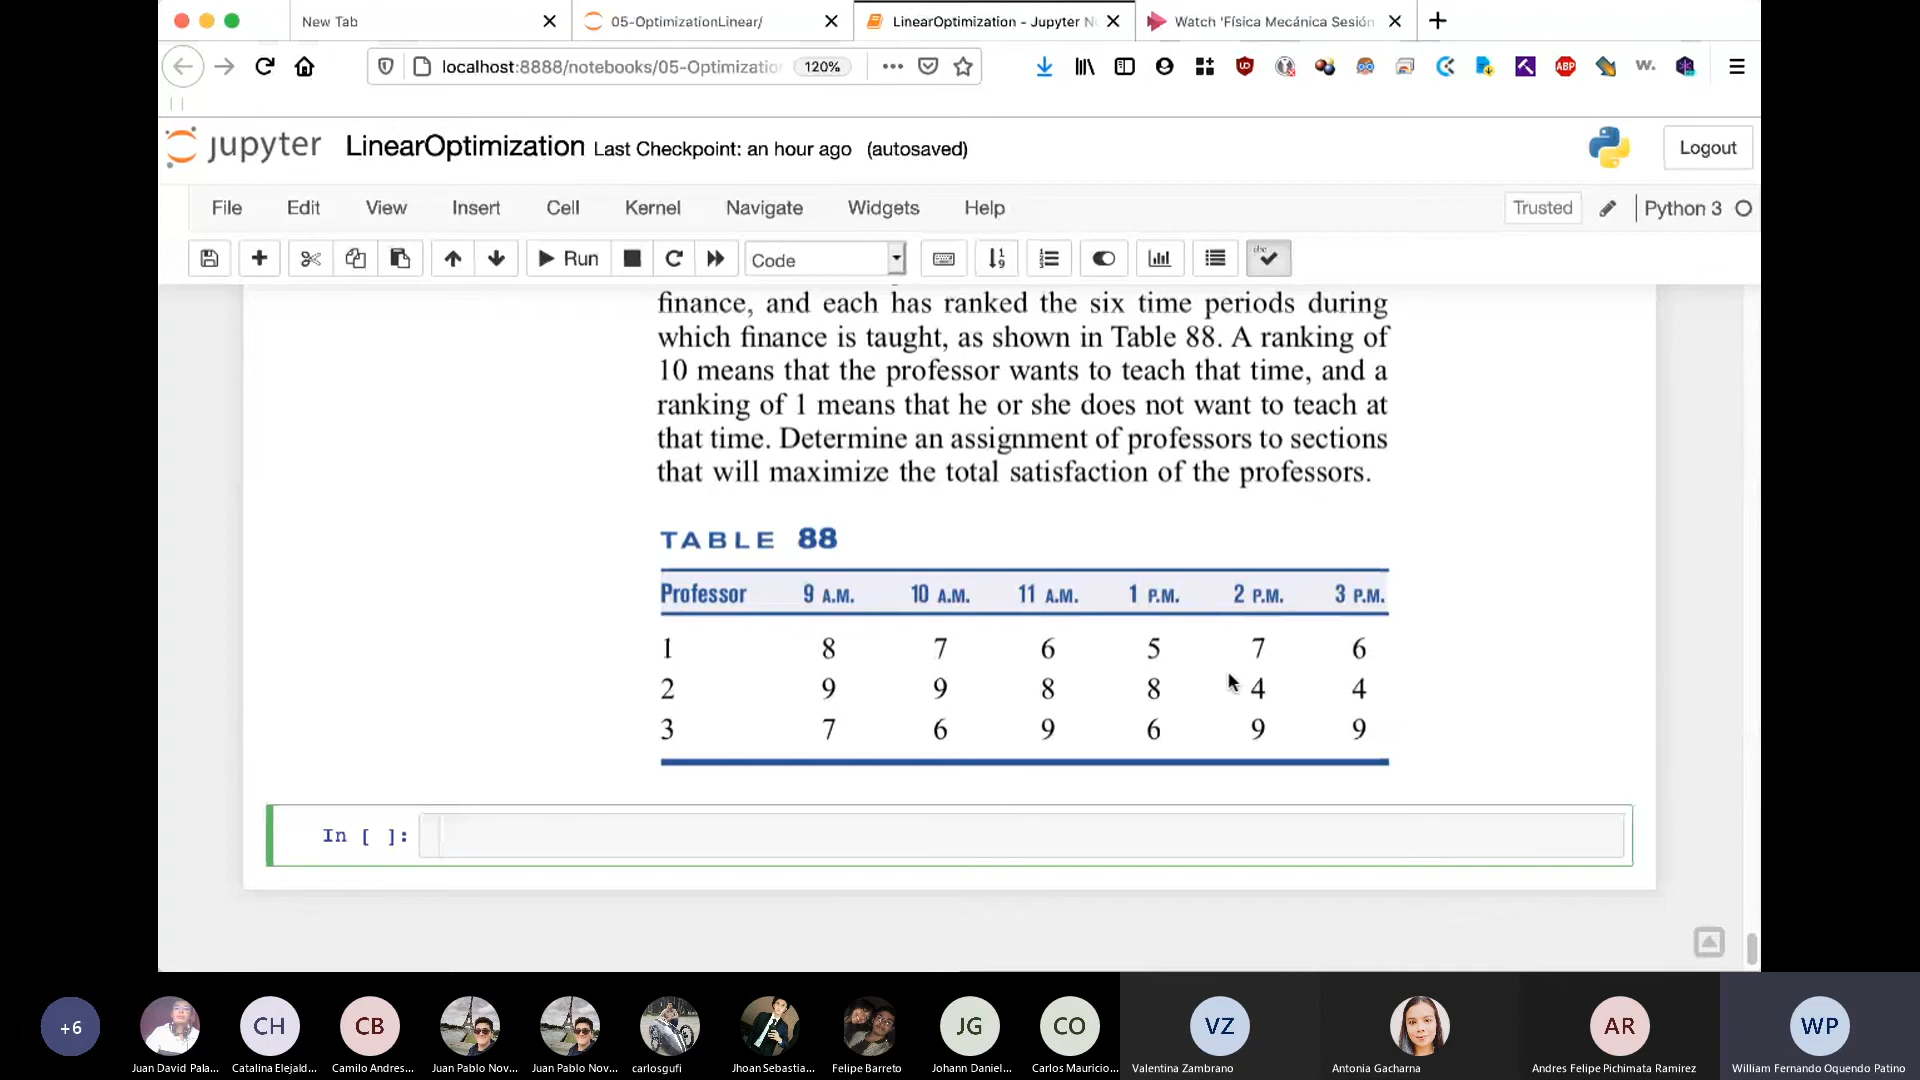 New Tab
05-OptimizationLinear/
LinearOptimization - Jupyter N
Watch 'Física Mecánica Sesión
localhost:8888/notebooks/05-Optimizatio
120%
ABP
w.
jupyter LinearOptimization Last Checkpoint: an hour ago (autosaved)
Logout
File Edit View Insert Cell Kernel Navigate Widgets Help
Trusted
Python 3
Run
Code
abc
finance, and each has ranked the six time periods during
which finance is taught, as shown in Table 88. A ranking of
10 means that the professor wants to teach that time, and a
ranking of 1 means that he or she does not want to teach at
that time. Determine an assignment of professors to sections
that will maximize the total satisfaction of the professors.
TABLE 88
Professor 9 A.M. 10 A.M. 11 A.M. 1 P.M. 2 P.M. 3 P.M.
1 8 7 6 5 7 6
2 9 9 8 8 4 4
3 7 6 9 6 9 9
In [ ]:
+6 CH CB JG CO VZ AR WP
Juan David Pala... Catalina Elejald... Camilo Andres... Juan Pablo Nov... Juan Pablo Nov... carlosgufi Jhoan Sebastia... Felipe Barreto Johann Daniel... Carlos Mauricio... Valentina Zambrano Antonia Gacharna Andres Felipe Pichimata Ramirez William Fernando Oquendo Patino